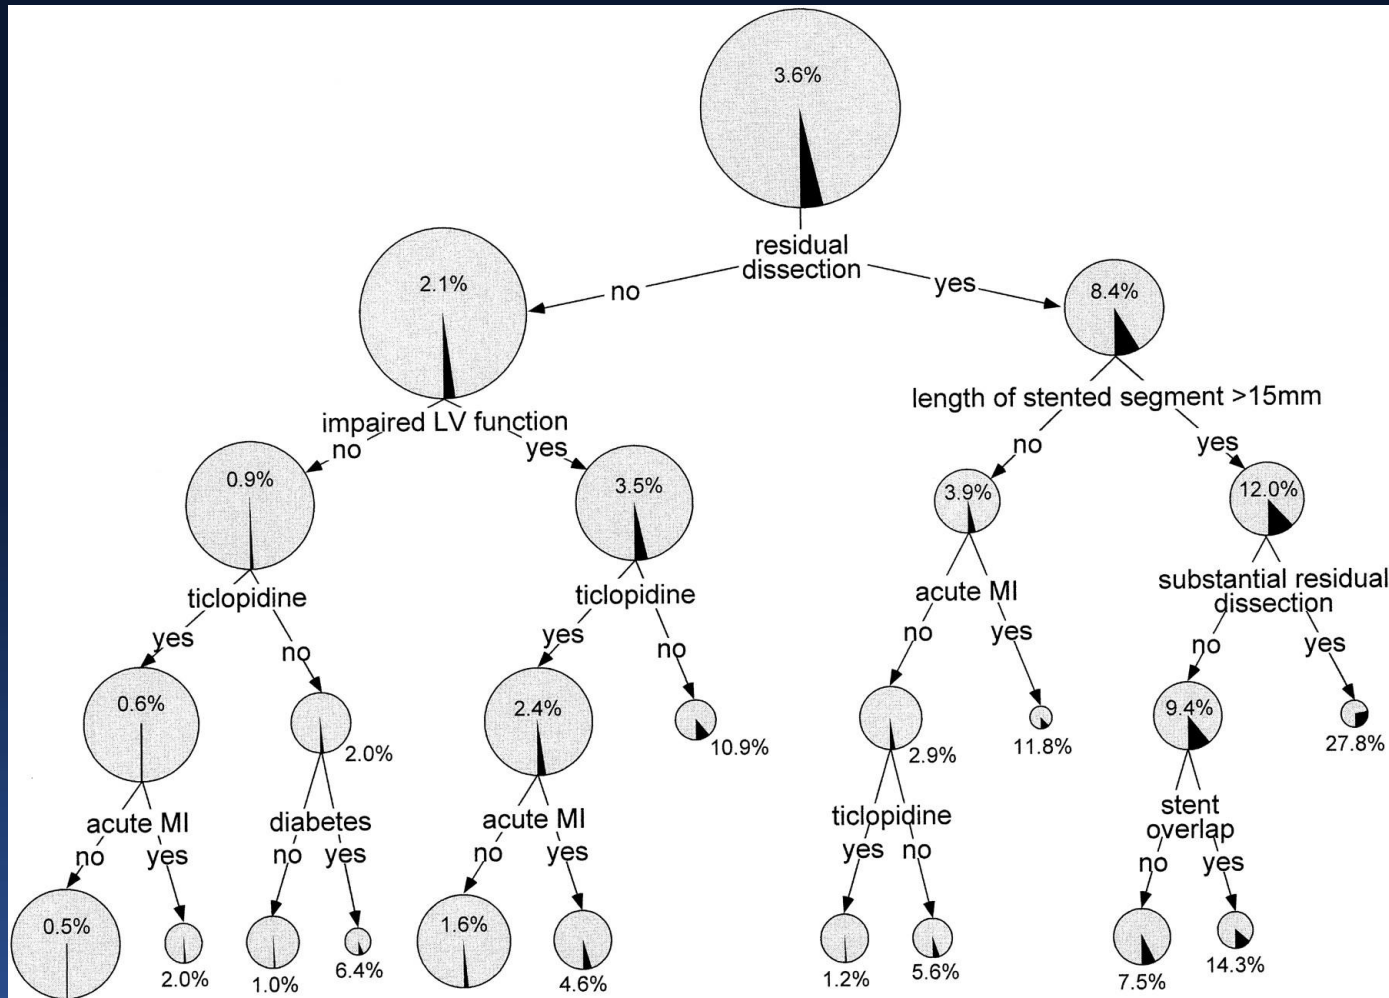 3.6%
residual
dissection
no
yes
2.1%
8.4%
impaired LV function
no
yes
length of stented segment >15mm
no
yes
0.9%
3.5%
3.9%
12.0%
ticlopidine
yes
no
ticlopidine
yes
no
acute MI
no
yes
substantial residual
dissection
no
yes
0.6%
2.0%
2.4%
10.9%
2.9%
11.8%
9.4%
27.8%
acute MI
no
yes
diabetes
no
yes
acute MI
no
yes
ticlopidine
yes
no
stent
overlap
no
yes
0.5%
2.0%
1.0%
6.4%
1.6%
4.6%
1.2%
5.6%
7.5%
14.3%